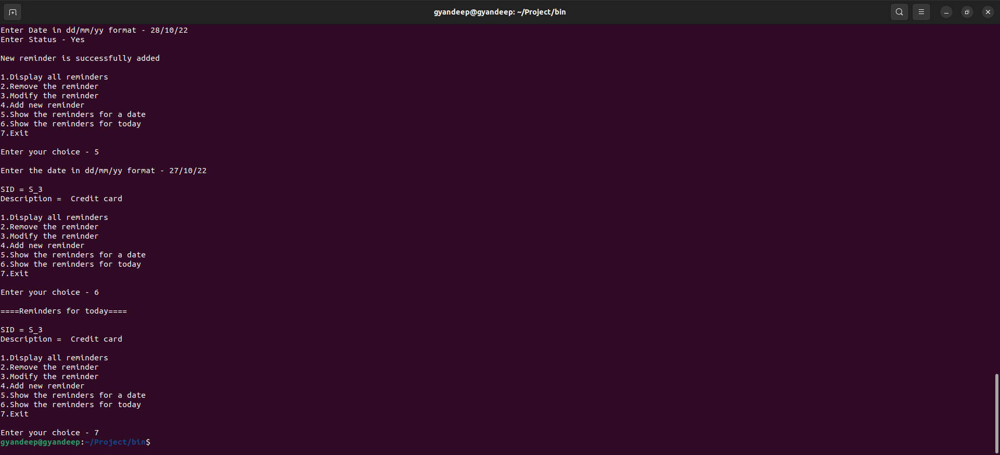 gyandeep@gyandeep: ~/Project/bin
Enter Date in dd/mm/yy format - 28/10/22
Enter Status - Yes
New reminder is successfully added
1.Display all reminders
2.Remove the reminder
3.Modify the reminder
4.Add new reminder
5.Show the reminders for a date
6.Show the reminders for today
7.Exit
Enter your choice - 5
Enter the date in dd/mm/yy format - 27/10/22
SID = S_3
Description =  Credit card
1.Display all reminders
2.Remove the reminder
3.Modify the reminder
4.Add new reminder
5.Show the reminders for a date
6.Show the reminders for today
7.Exit
Enter your choice - 6
====Reminders for today====
SID = S_3
Description =  Credit card
1.Display all reminders
2.Remove the reminder
3.Modify the reminder
4.Add new reminder
5.Show the reminders for a date
6.Show the reminders for today
7.Exit
Enter your choice - 7
gyandeep@gyandeep:~/Project/bin$